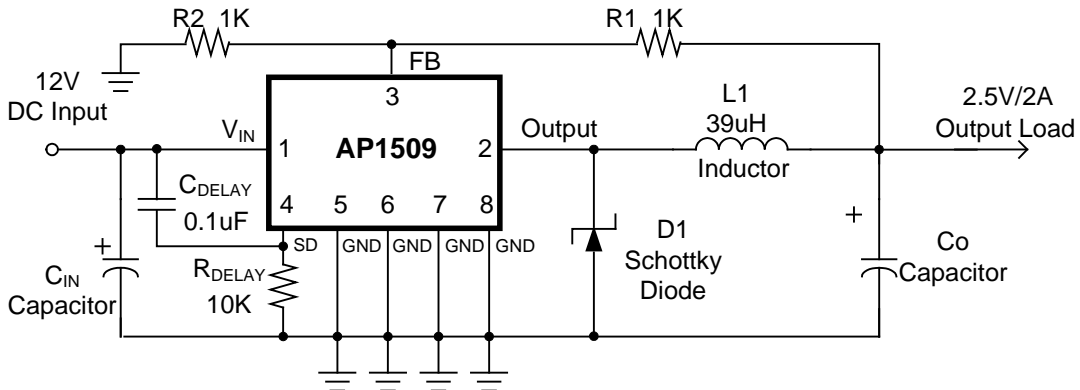 R2 1K
R1 1K
FB
12V
DC Input
3
L1
39uH
Inductor
2.5V/2A
Output Load
VIN
1
AP1509
2
Output
CDELAY
0.1uF
4 5 6 7 8
SD GND GND GND GND
+
CIN
Capacitor
RDELAY
10K
D1
Schottky
Diode
+
Co
Capacitor